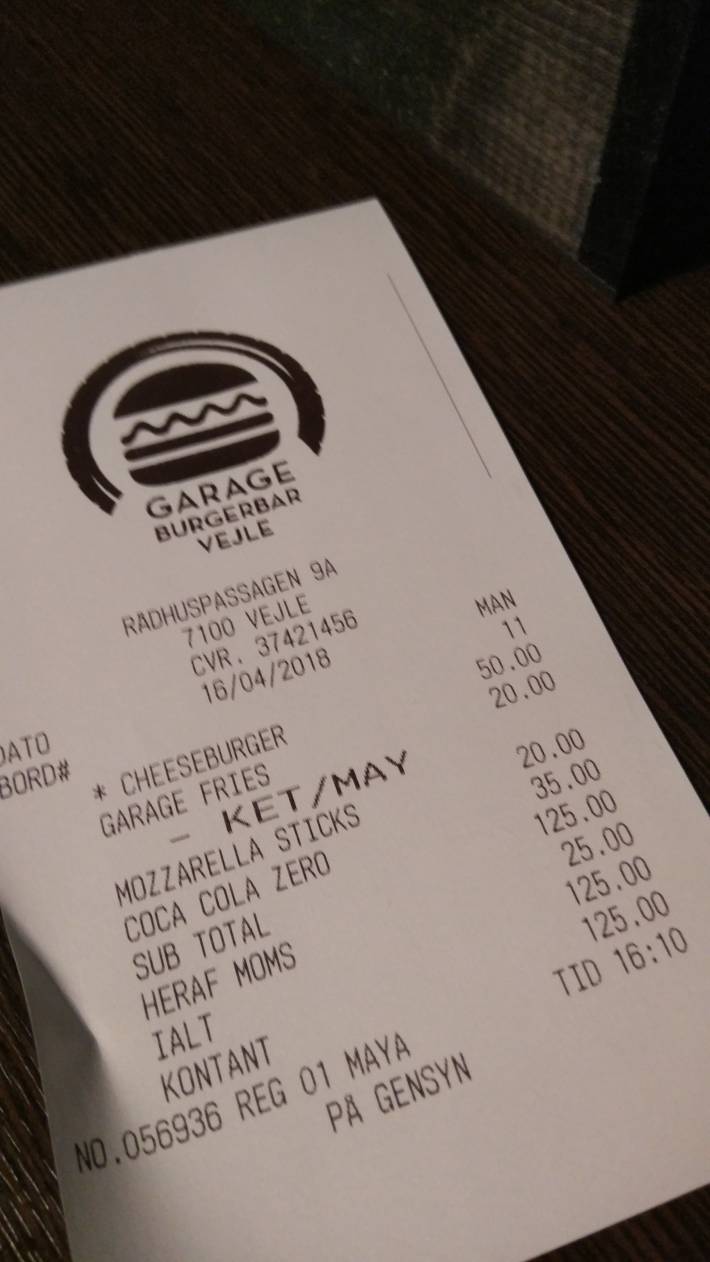 GARAGE
BURGERBAR
VEJLE
RÅDHUSPASSAGEN 9A
7100 VEJLE
CVR. 37421456
DATO 16/04/2018 MAN
BORD# 11
* CHEESEBURGER 50.00
GARAGE FRIES 20.00
- KET/MAY
MOZZARELLA STICKS 20.00
COCA COLA ZERO 35.00
SUB TOTAL 125.00
HERAF MOMS 25.00
IALT 125.00
KONTANT 125.00
NO.056936 REG 01 MAYA TID 16:10
PÅ GENSYN